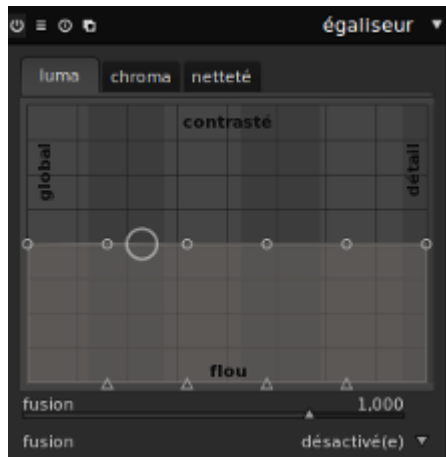 égaliseur
luma chroma netteté
contrasté
global
détail
flou
fusion 1,000
fusion désactivé(e)